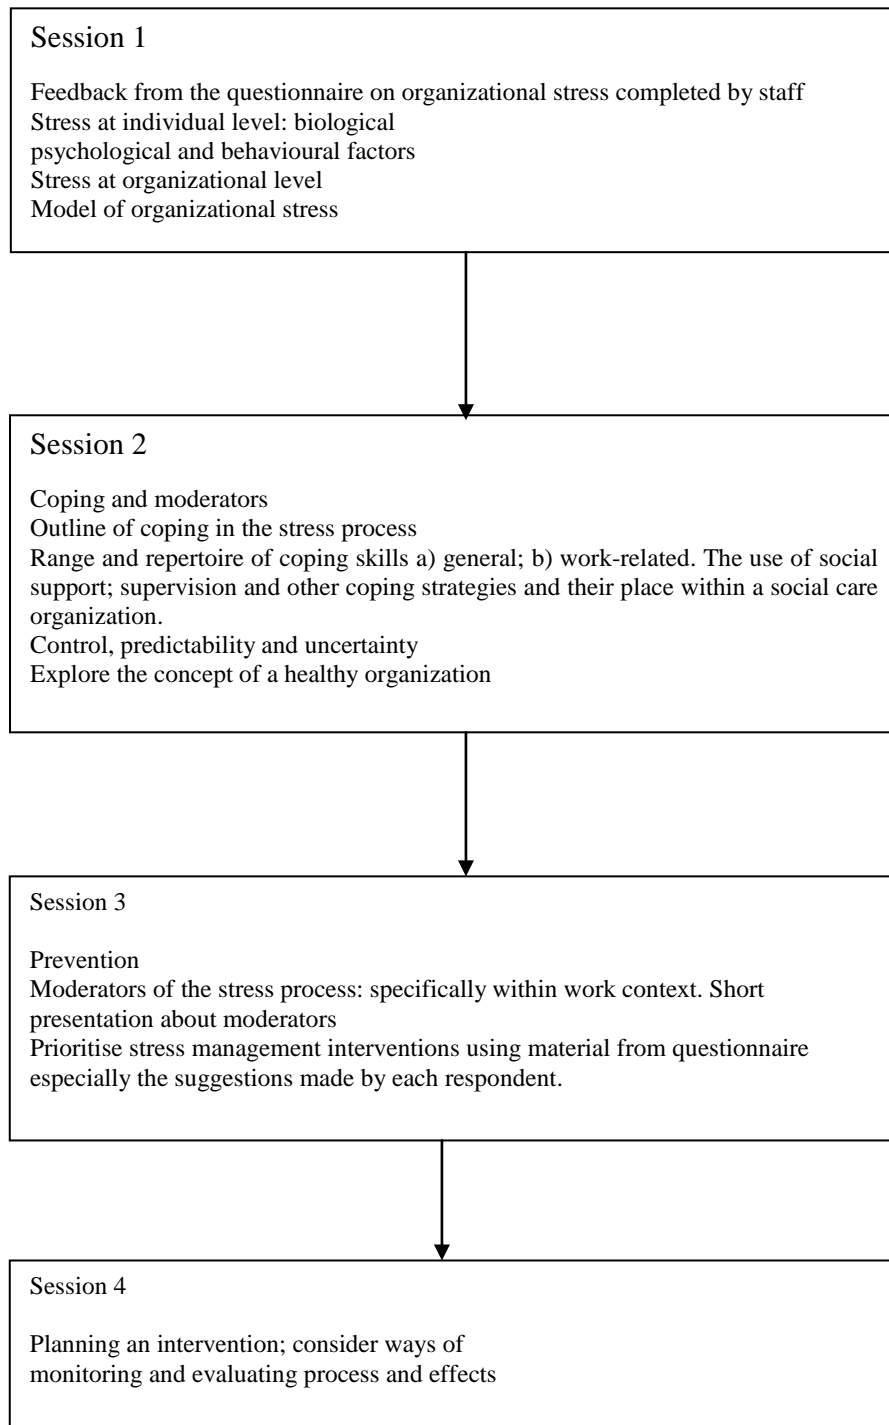 Session 1
Feedback from the questionnaire on organizational stress completed by staff
Stress at individual level: biological
psychological and behavioural factors
Stress at organizational level
Model of organizational stress
Session 2
Coping and moderators
Outline of coping in the stress process
Range and repertoire of coping skills a) general; b) work-related. The use of social
support; supervision and other coping strategies and their place within a social care
organization.
Control, predictability and uncertainty
Explore the concept of a healthy organization
Session 3
Prevention
Moderators of the stress process: specifically within work context. Short
presentation about moderators
Prioritise stress management interventions using material from questionnaire
especially the suggestions made by each respondent.
Session 4
Planning an intervention; consider ways of
monitoring and evaluating process and effects